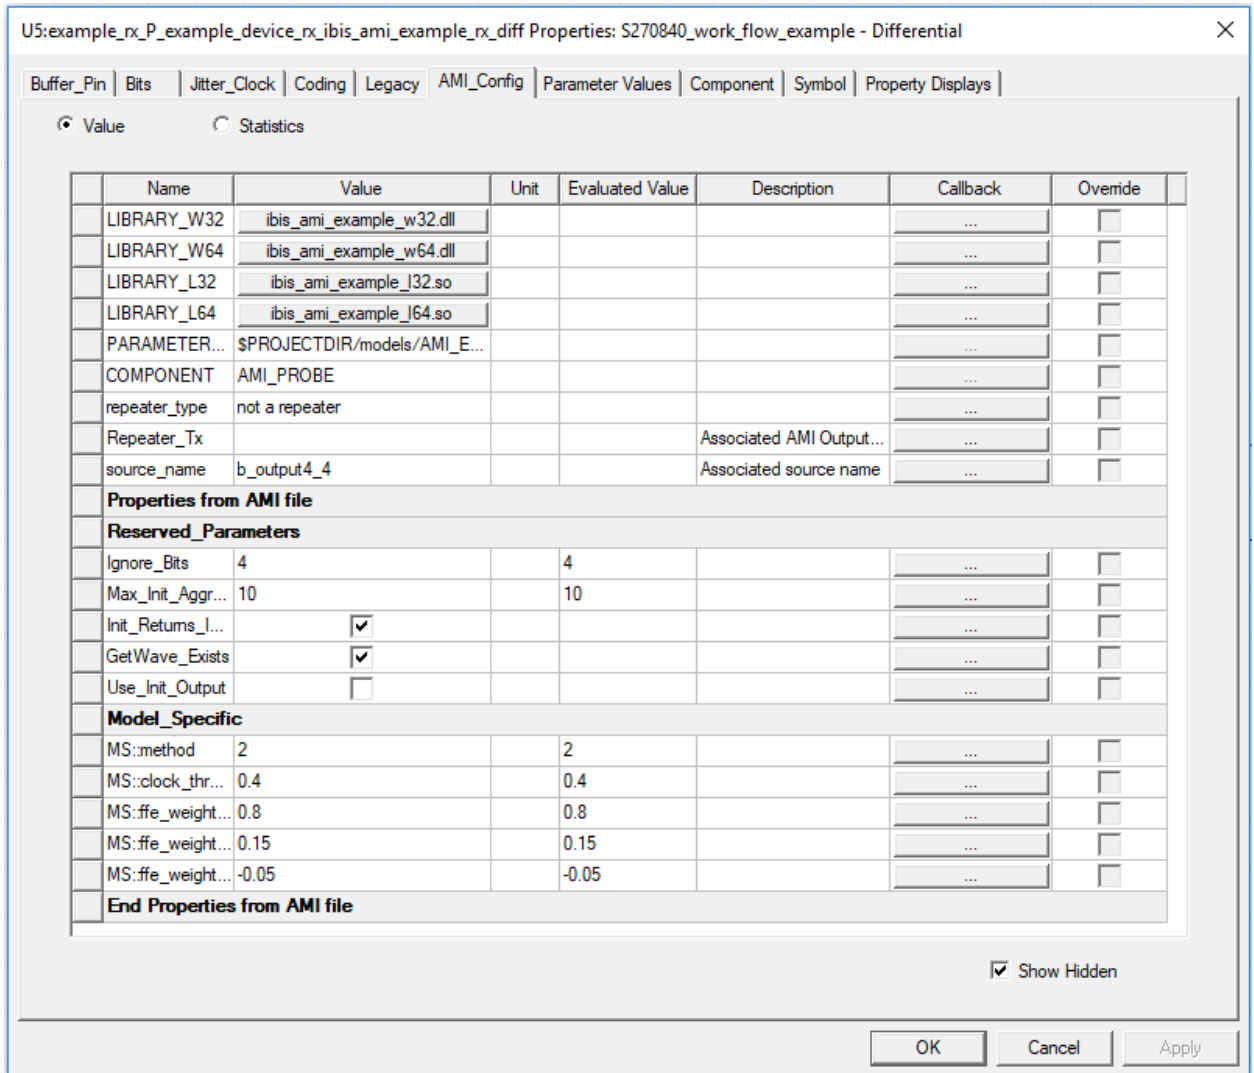 U5:example_rx_P_example_device_rx_ibis_ami_example_rx_diff Properties: S270840_work_flow_example - Differential
Buffer_Pin Bits Jitter_Clock Coding Legacy AMI_Config Parameter Values Component Symbol Property Displays
Value Statistics
Name Value Unit Evaluated Value Description Callback Override
LIBRARY_W32 ibis_ami_example_w32.dll ...
LIBRARY_W64 ibis_ami_example_w64.dll ...
LIBRARY_L32 ibis_ami_example_l32.so ...
LIBRARY_L64 ibis_ami_example_l64.so ...
PARAMETER... $PROJECTDIR/models/AMI_E... ...
COMPONENT AMI_PROBE ...
repeater_type not a repeater ...
Repeater_Tx Associated AMI Output... ...
source_name b_output4_4 Associated source name ...
Properties from AMI file
Reserved_Parameters
Ignore_Bits 4 4 ...
Max_Init_Aggr... 10 10 ...
Init_Returns_I... ...
GetWave_Exists ...
Use_Init_Output ...
Model_Specific
MS::method 2 2 ...
MS::clock_thr... 0.4 0.4 ...
MS::ffe_weight... 0.8 0.8 ...
MS::ffe_weight... 0.15 0.15 ...
MS::ffe_weight... -0.05 -0.05 ...
End Properties from AMI file
Show Hidden
OK Cancel Apply